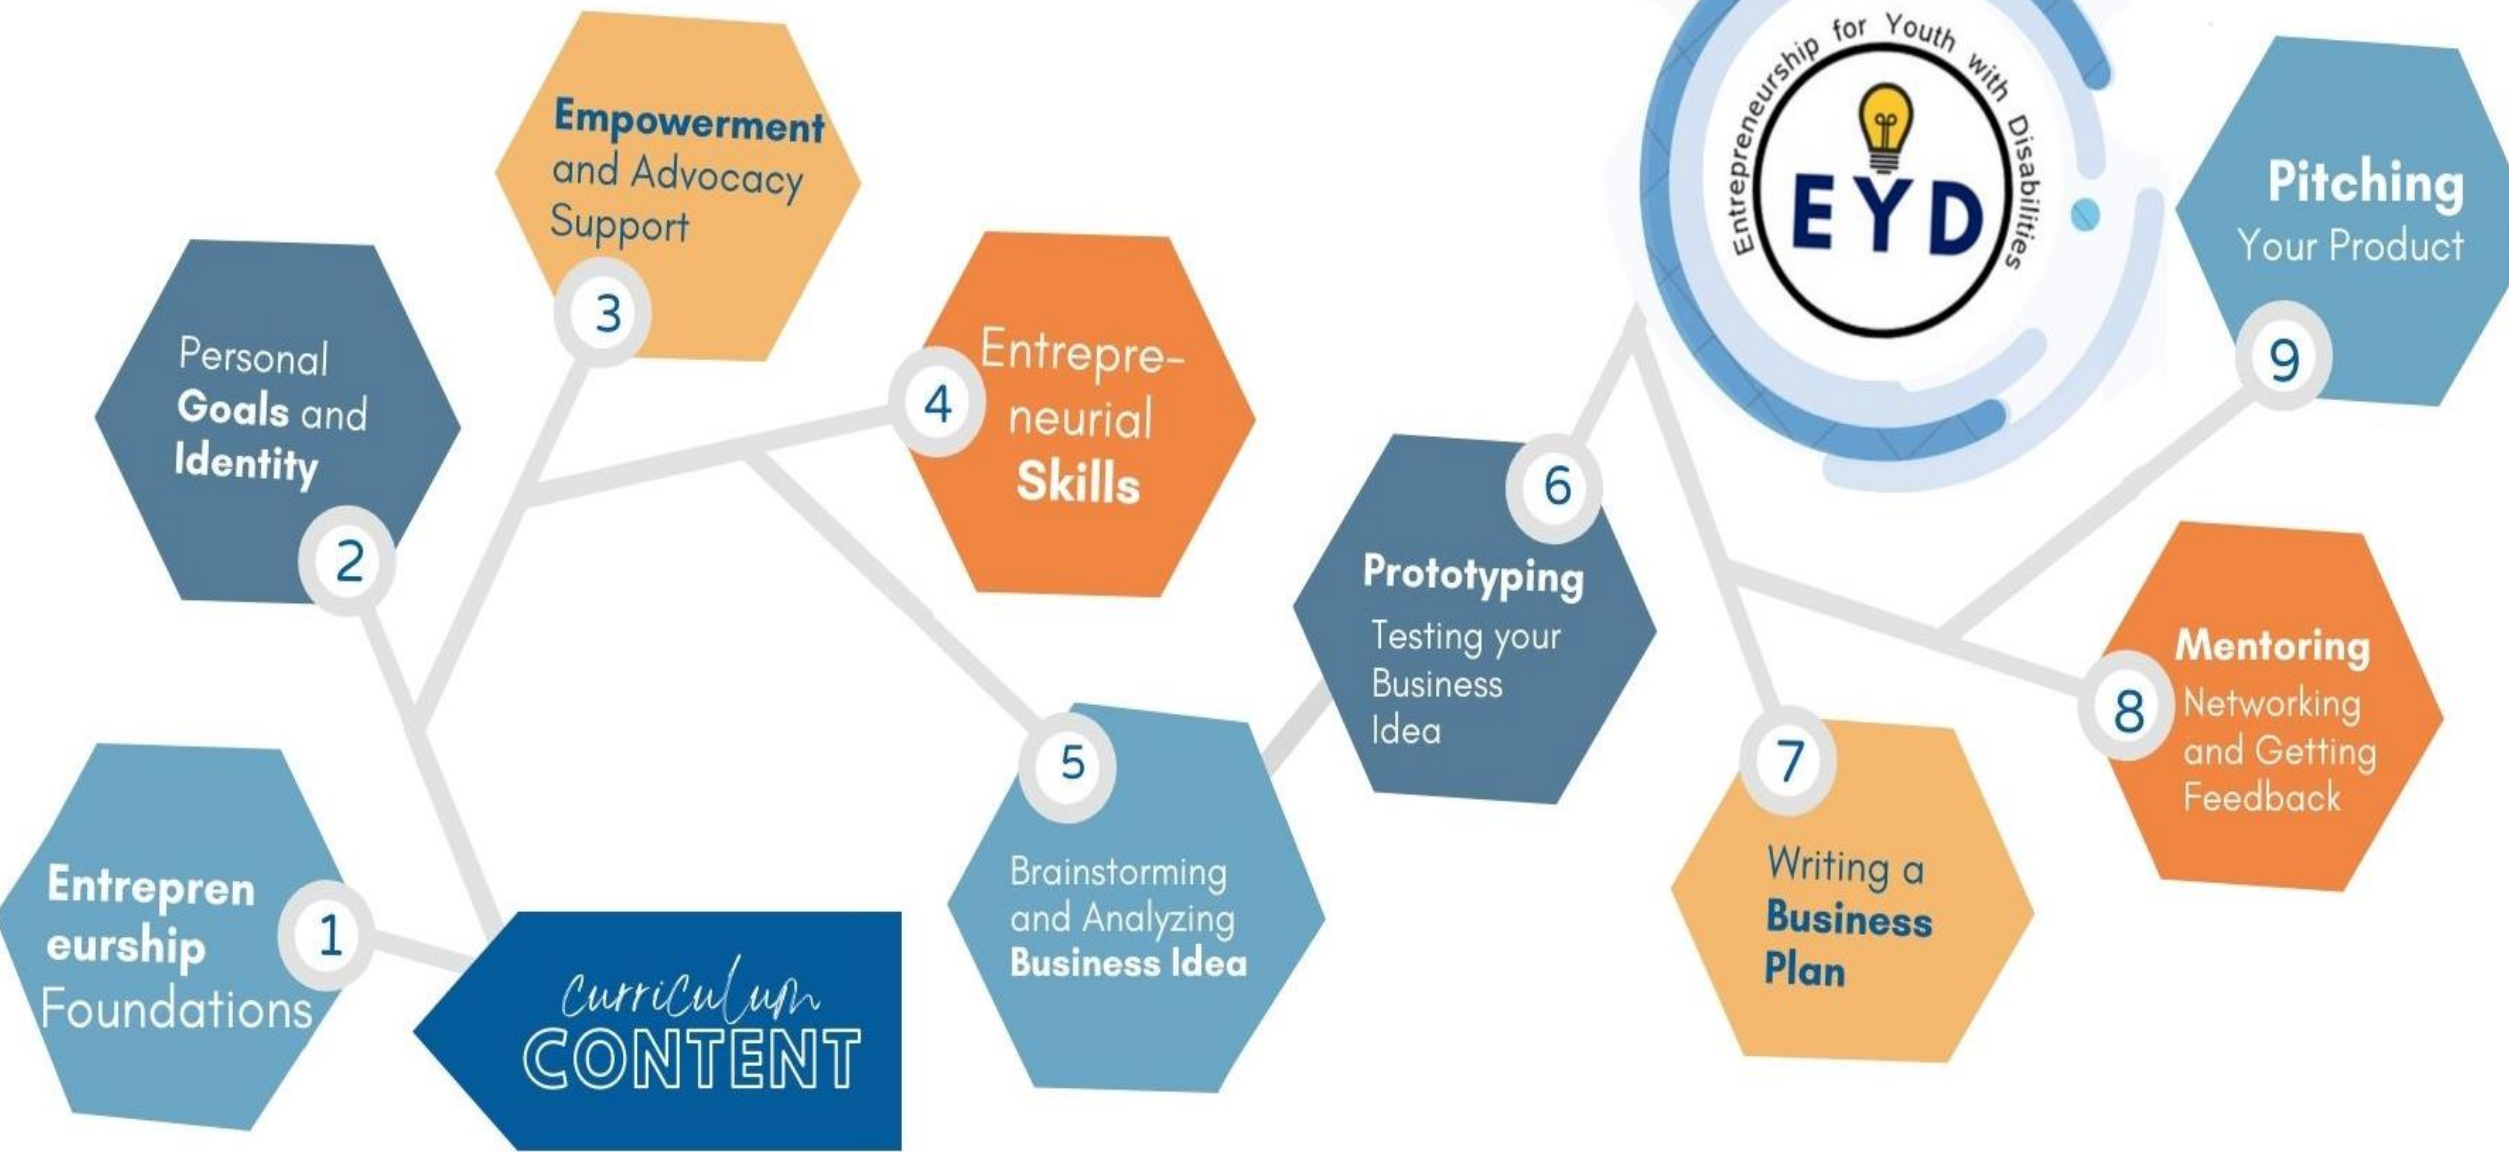 curriculum
CONTENT
1
Entrepren
eurship
Foundations
2
Personal
Goals and
Identity
3
Empowerment
and Advocacy
Support
4
Entrepre-
neurial
Skills
5
Brainstorming
and Analyzing
Business Idea
6
Prototyping
Testing your
Business
Idea
Entrepreneurship for Youth with Disabilities
EYD
7
Writing a
Business
Plan
8
Mentoring
Networking
and Getting
Feedback
9
Pitching
Your Product